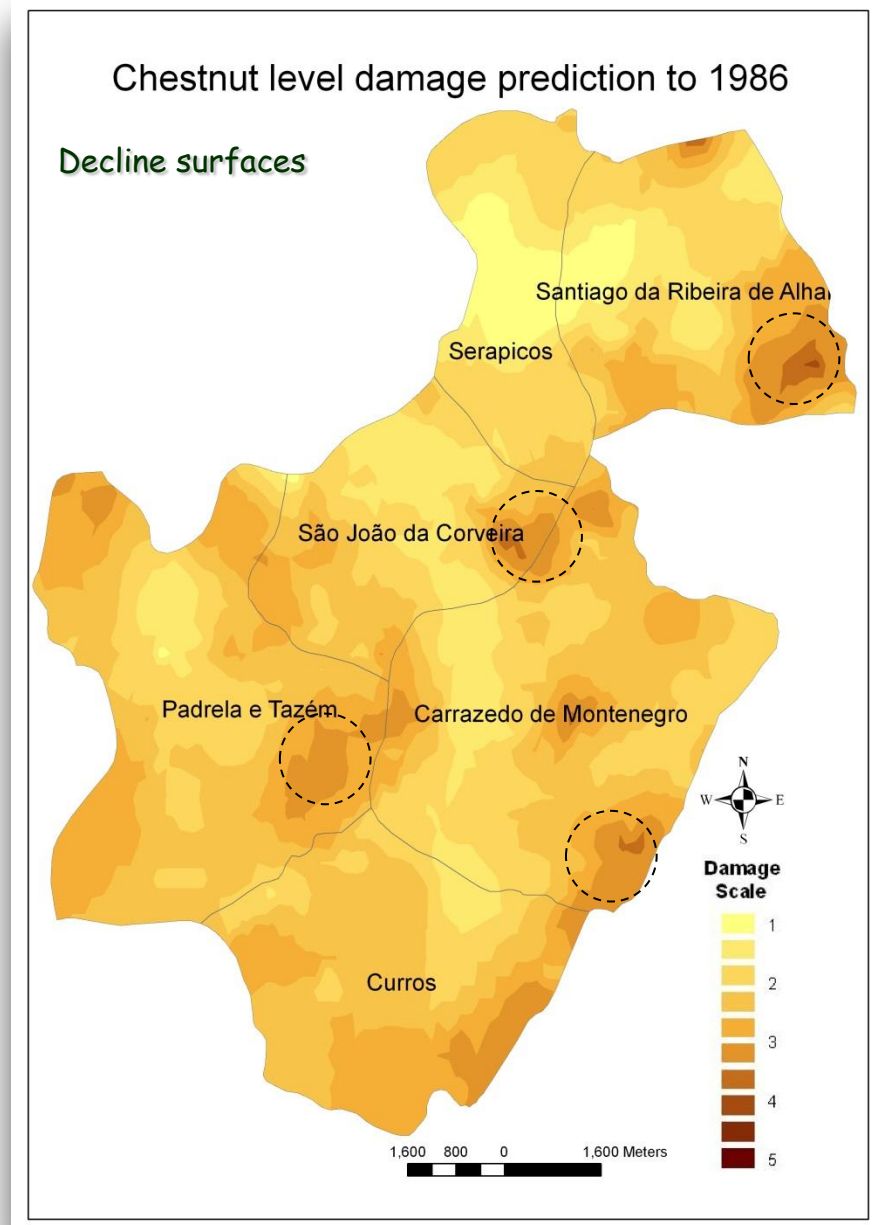 Chestnut level damage prediction to 1986
Decline surfaces
Santiago da Ribeira de Alha
Serapicos
São João da Corveira
Padrela e Tazém
Carrazedo de Montenegro
Curros
N
W
E
S
Damage
Scale
1
2
3
4
5
1,600 800 0 1,600 Meters